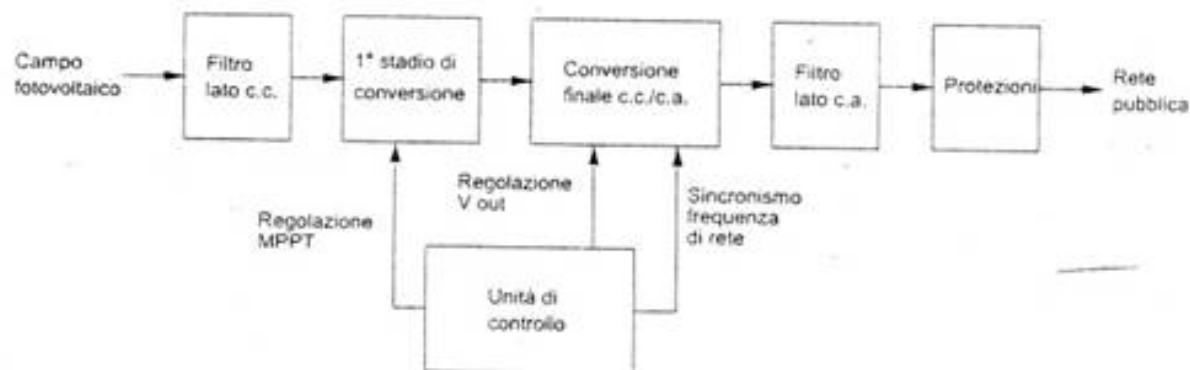 Campo
fotovoltaico
Filtro
lato c.c.
1° stadio di
conversione
Conversione
finale c.c./c.a.
Filtro
lato c.a.
Protezioni
Rete
pubblica
Regolazione
MPPT
Regolazione
V out
Sincronismo
frequenza
di rete
Unità di
controllo